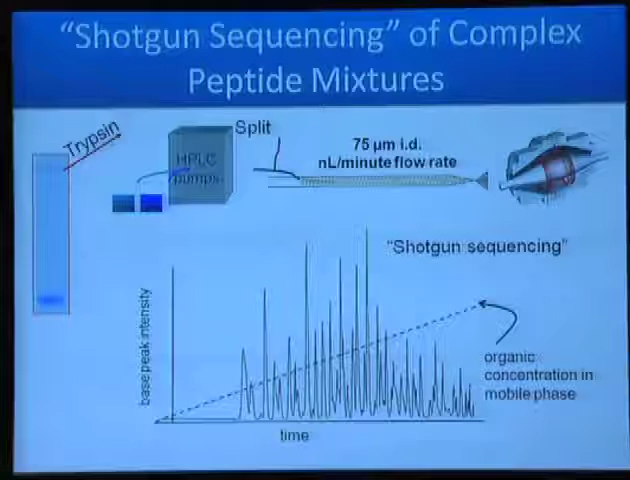 "Shotgun Sequencing" of Complex
Peptide Mixtures
Trypsin
HPLC
pumps
Split
75 µm i.d.
nL/minute flow rate
"Shotgun sequencing"
base peak intensity
organic
concentration in
mobile phase
time